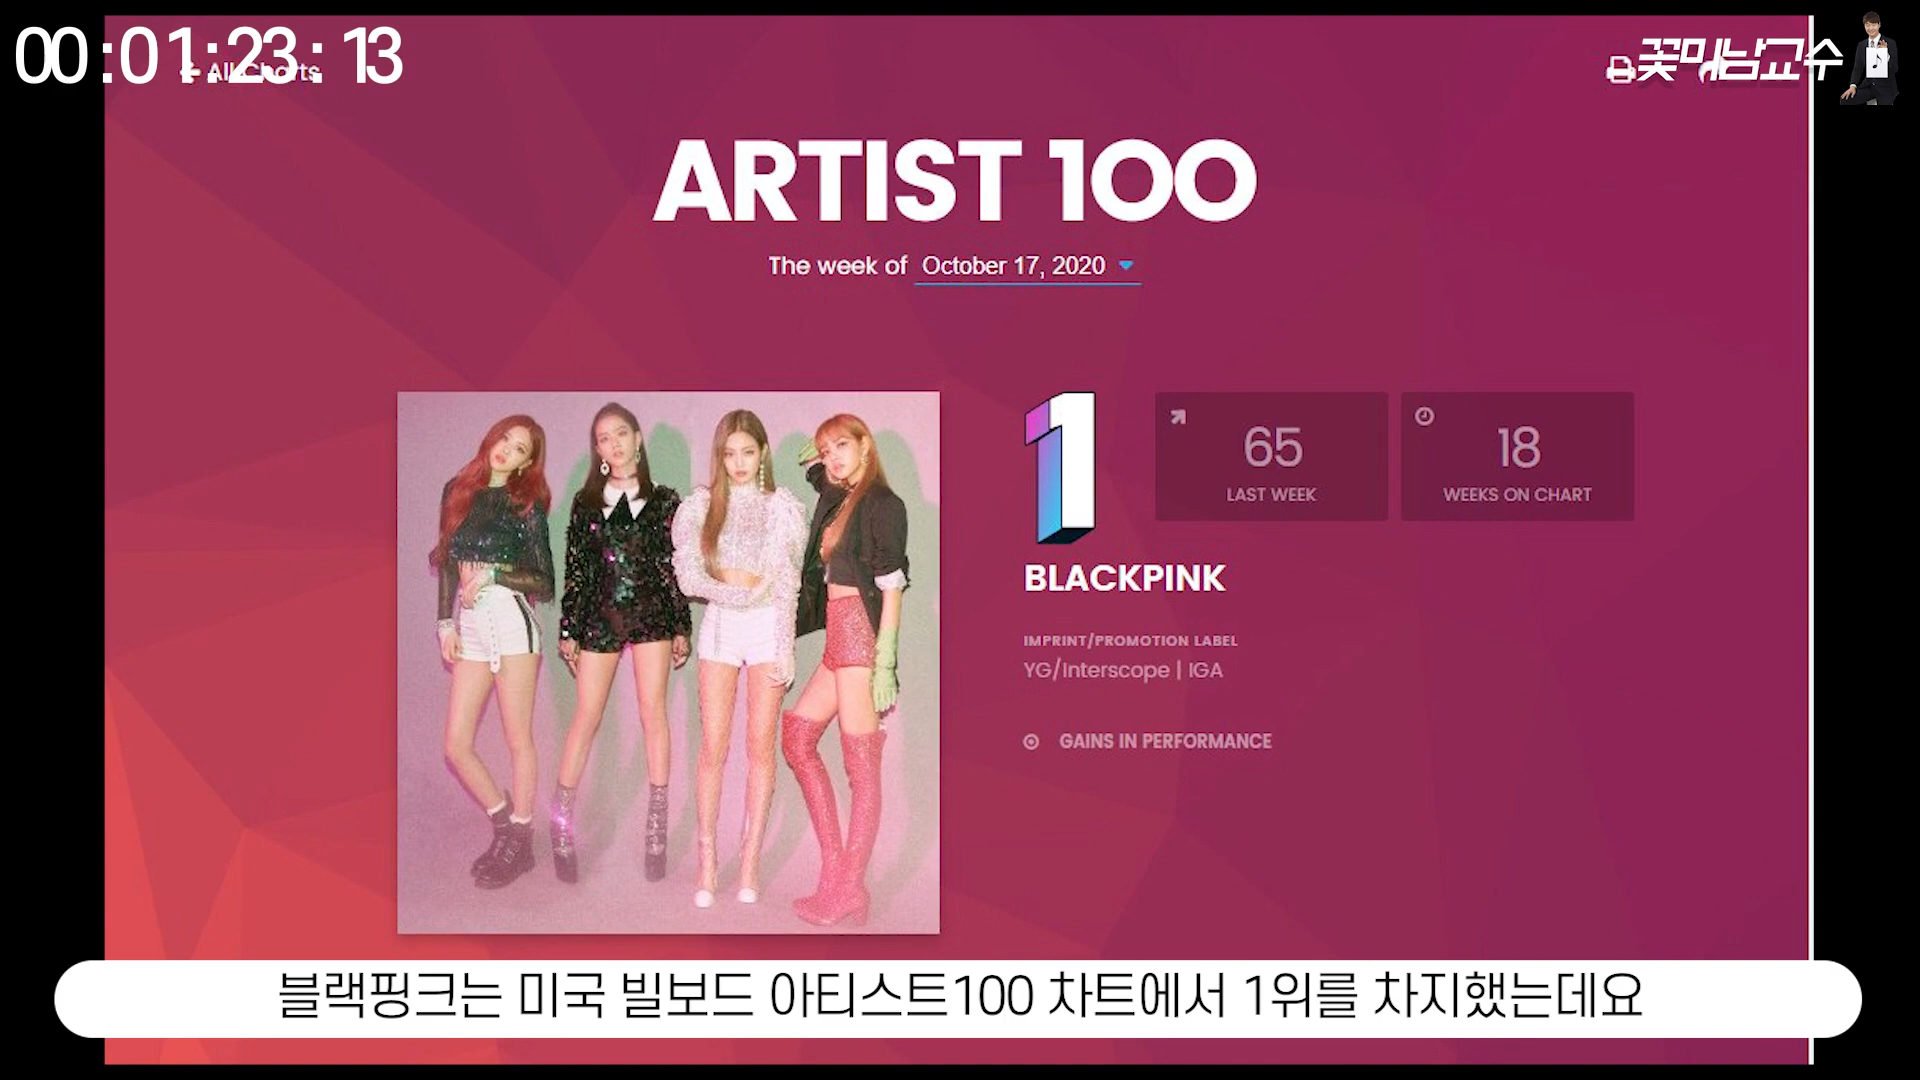 00:01:23:13
All Charts
꽃미남교수
ARTIST 100
The week of October 17, 2020
1
65
LAST WEEK
18
WEEKS ON CHART
BLACKPINK
IMPRINT/PROMOTION LABEL
YG/Interscope | IGA
GAINS IN PERFORMANCE
블랙핑크는 미국 빌보드 아티스트100 차트에서 1위를 차지했는데요